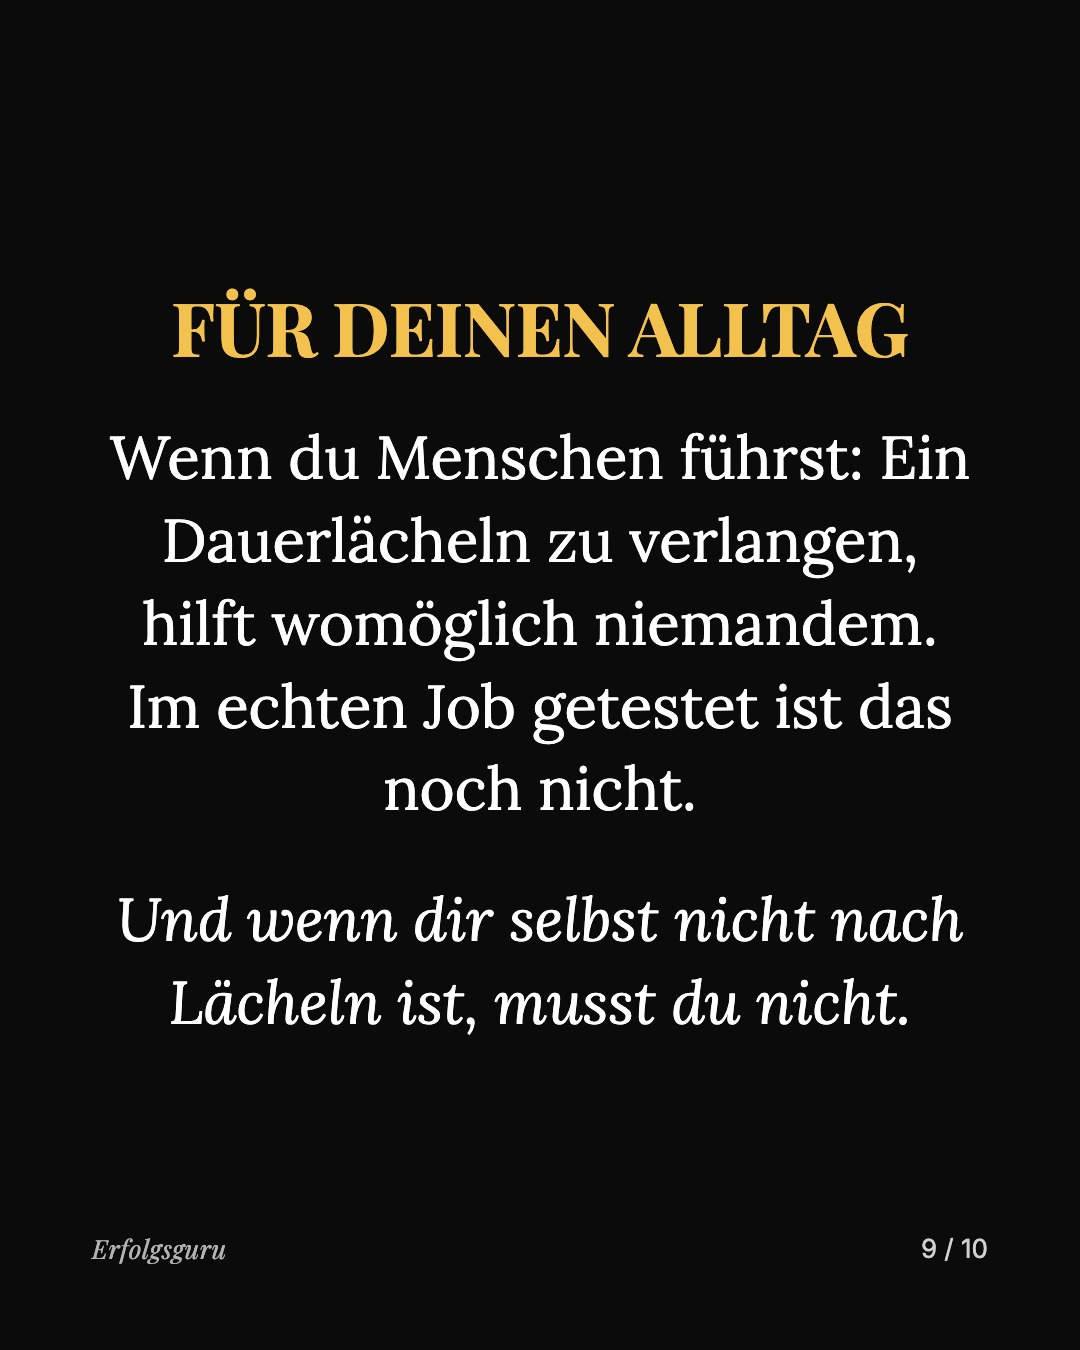 FÜR DEINEN ALLTAG
Wenn du Menschen führst: Ein
Dauerlächeln zu verlangen,
hilft womöglich niemandem.
Im echten Job getestet ist das
noch nicht.
Und wenn dir selbst nicht nach
Lächeln ist, musst du nicht.
Erfolgsguru
9 / 10